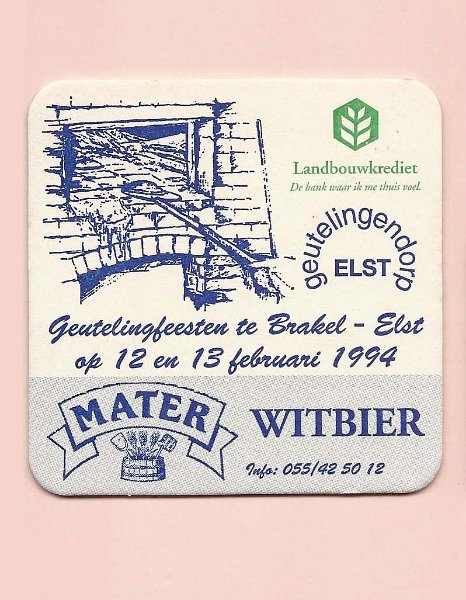 Landbouwkrediet
De bank waar ik me thuis voel.
geutelingendorp
ELST
Geutelingfeesten te Brakel - Elst
op 12 en 13 februari 1994
MATER
WITBIER
Info: 055/42 50 12